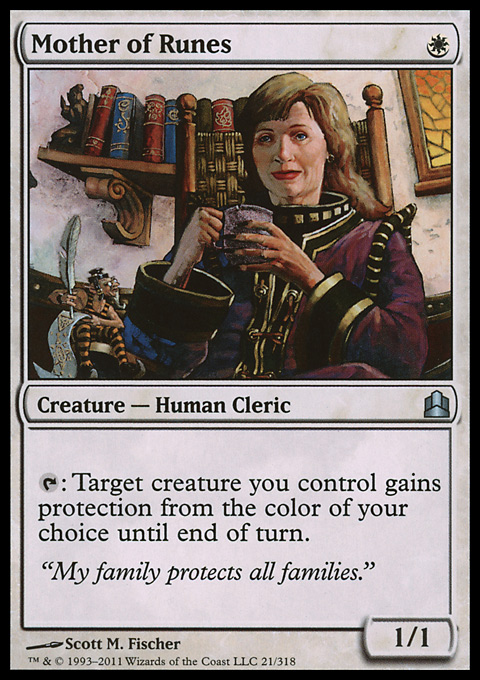 Mother of Runes
Creature — Human Cleric
: Target creature you control gains
protection from the color of your
choice until end of turn.
“My family protects all families.”
Scott M. Fischer
1/1
™ & © 1993–2011 Wizards of the Coast LLC 21/318